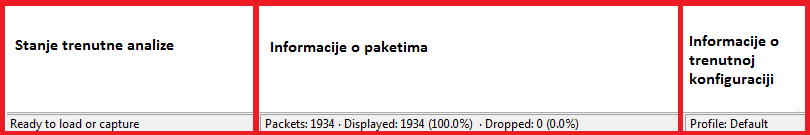 Stanje trenutne analize
Informacije o paketima
Informacije o
trenutnoj
konfiguraciji
Ready to load or capture
Packets: 1934 · Displayed: 1934 (100.0%) · Dropped: 0 (0.0%)
Profile: Default